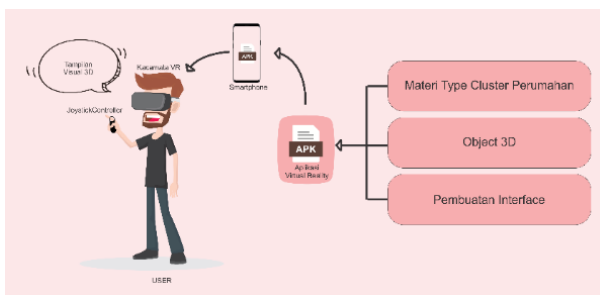 Tampilan
Visual 3D
Kacamata VR
JoystickController
APK
Smartphone
APK
Aplikasi
Virtual Reality
Materi Type Cluster Perumahan
Object 3D
Pembuatan Interface
USER